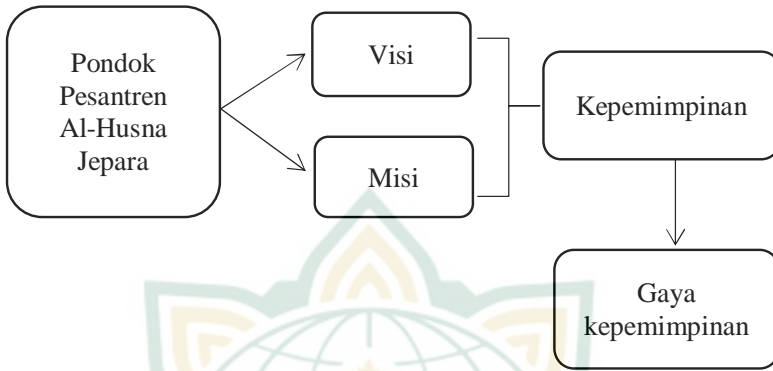 Pondok
Pesantren
Al-Husna
Jepara
Visi
Misi
Kepemimpinan
Gaya
kepemimpinan